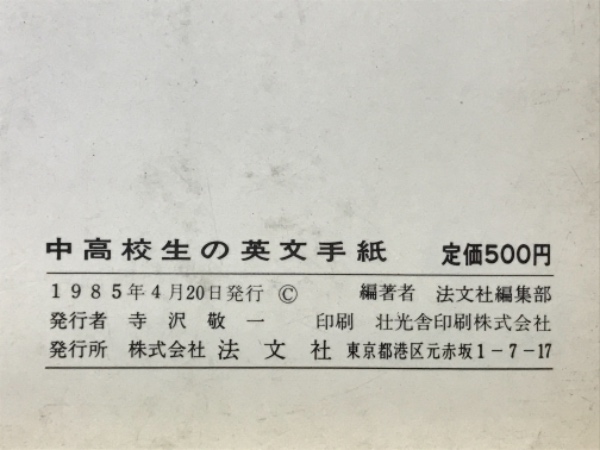 中高校生の英文手紙 定価500円
1985年4月20日発行 © 編著者 法文社編集部
発行者 寺沢敬一 印刷 壮光舎印刷株式会社
発行所 株式会社 法文社 東京都港区元赤坂1-7-17